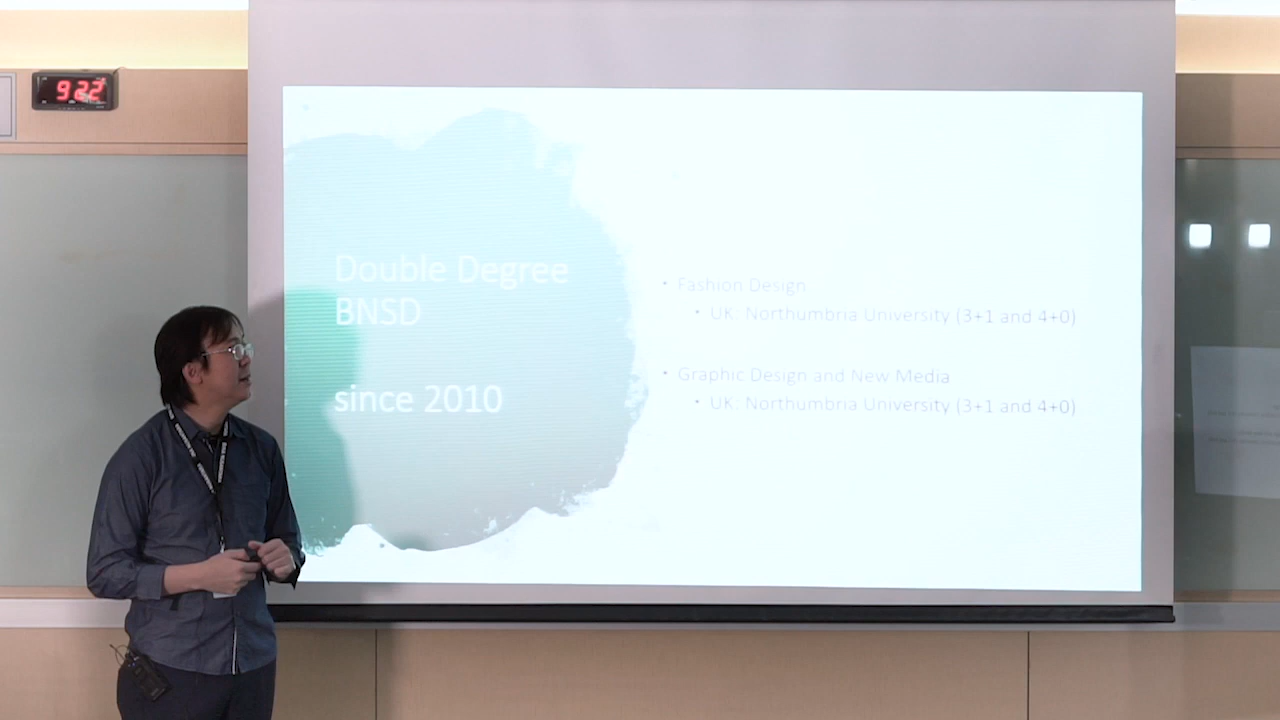 9:22
Double Degree
BNSD
since 2010
• Fashion Design
• UK: Northumbria University (3+1 and 4+0)
• Graphic Design and New Media
• UK: Northumbria University (3+1 and 4+0)